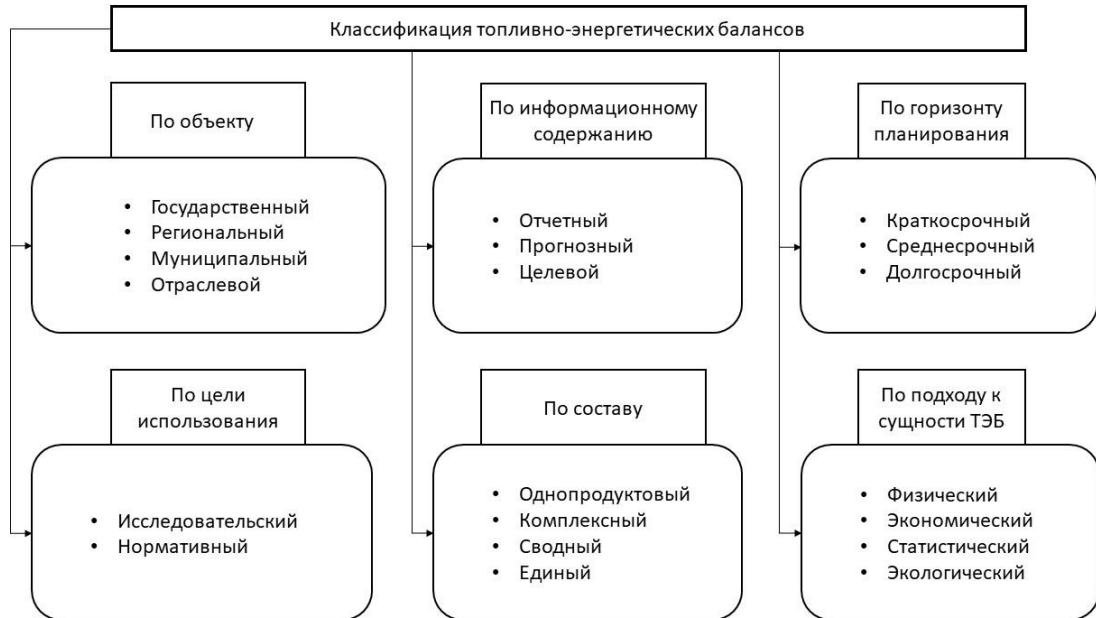 Классификация топливно-энергетических балансов
По объекту
• Государственный
• Региональный
• Муниципальный
• Отраслевой
По информационному
содержанию
• Отчетный
• Прогнозный
• Целевой
По горизонту
планирования
• Краткосрочный
• Среднесрочный
• Долгосрочный
По цели
использования
• Исследовательский
• Нормативный
По составу
• Однопродуктовый
• Комплексный
• Сводный
• Единый
По подходу к
сущности ТЭБ
• Физический
• Экономический
• Статистический
• Экологический